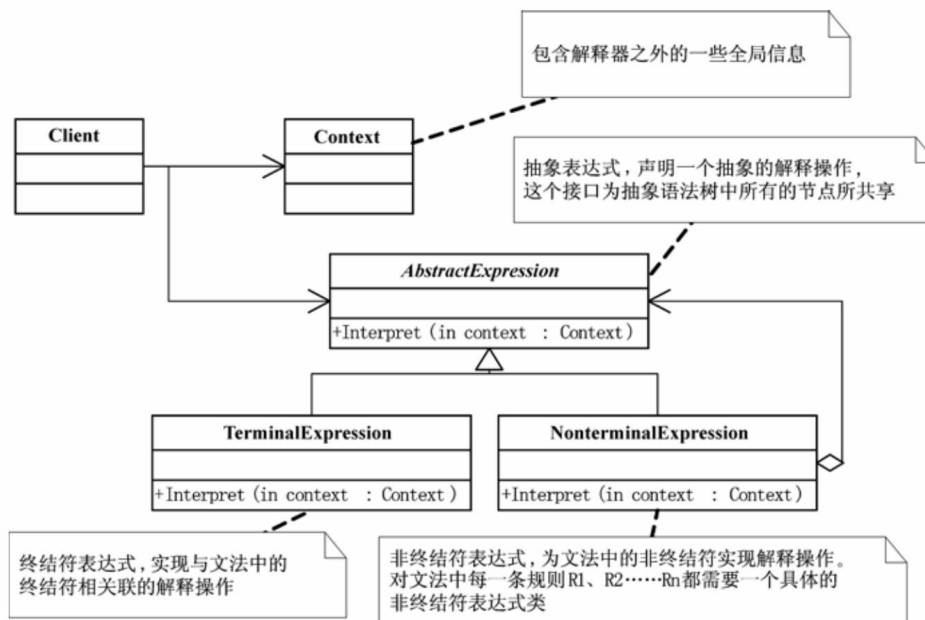 包含解释器之外的一些全局信息
Client
Context
抽象表达式，声明一个抽象的解释操作，
这个接口为抽象语法树中所有的节点所共享
AbstractExpression
+Interpret(in context : Context)
TerminalExpression
NonterminalExpression
+Interpret(in context : Context)
+Interpret(in context : Context)
终结符表达式，实现与文法中的
终结符相关联的解释操作
非终结符表达式，为文法中的非终结符实现解释操作。
对文法中每一条规则R1、R2……Rn都需要一个具体的
非终结符表达式类